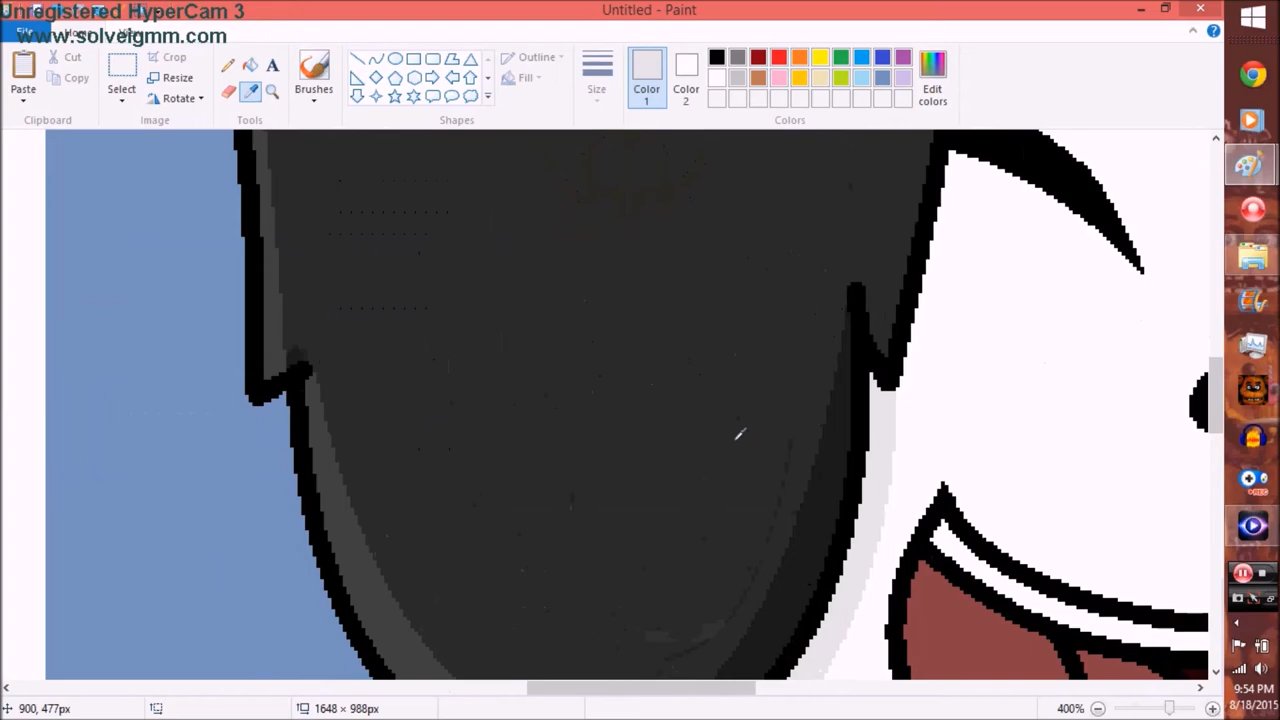 Unregistered HyperCam 3
www.solveigmm.com
Untitled - Paint
File
Paste
Cut
Copy
Clipboard
Select
Crop
Resize
Rotate
Image
A
Tools
Brushes
Outline
Fill
Shapes
Size
Color 1
Color 2
Edit colors
Colors
+REC
900, 477px
1648 × 988px
400%
9:54 PM
8/18/2015